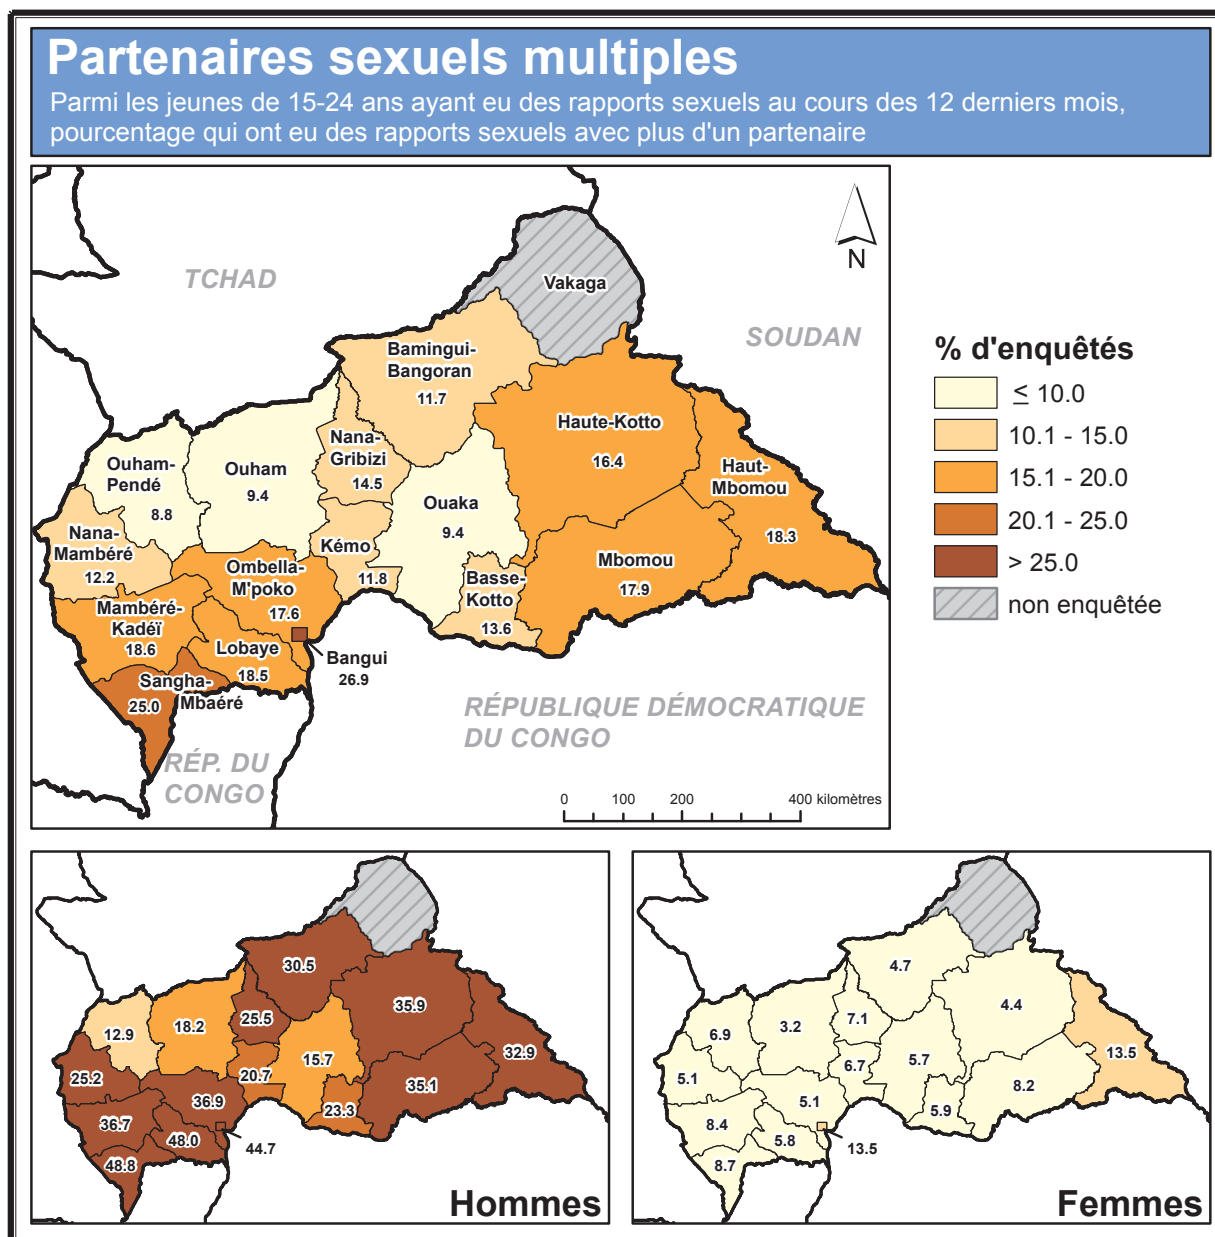 Partenaires sexuels multiples
Parmi les jeunes de 15-24 ans ayant eu des rapports sexuels au cours des 12 derniers mois,
pourcentage qui ont eu des rapports sexuels avec plus d'un partenaire
TCHAD
SOUDAN
RÉPUBLIQUE DÉMOCRATIQUE
DU CONGO
RÉP. DU
CONGO
N
Vakaga
Bamingui-
Bangoran
11.7
Haute-Kotto
16.4
Haut-
Mbomou
18.3
Nana-
Gribizi
14.5
Ouham
9.4
Ouham-
Pendé
8.8
Ouaka
9.4
Nana-
Mambéré
12.2
Kémo
11.8
Ombella-
M'poko
17.6
Basse-
Kotto
13.6
Mbomou
17.9
Mambéré-
Kadéï
18.6
Lobaye
18.5
Bangui
26.9
Sangha-
Mbaéré
25.0
0 100 200 400 kilomètres
% d'enquêtés
≤ 10.0
10.1 - 15.0
15.1 - 20.0
20.1 - 25.0
> 25.0
non enquêtée
30.5
35.9
32.9
25.5
18.2
12.9
15.7
25.2
20.7
35.1
36.9
23.3
36.7
48.0
44.7
48.8
Hommes
4.7
4.4
13.5
7.1
3.2
6.9
5.7
6.7
5.1
8.2
5.1
5.9
8.4
5.8
13.5
8.7
Femmes